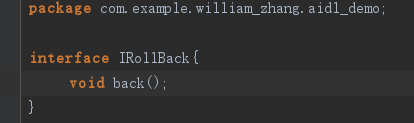 package com.example.william_zhang.aidl_demo;
interface IRollBack{
void back();
}